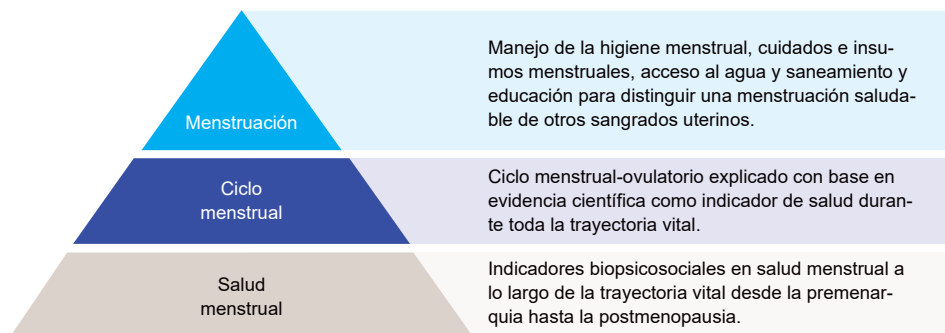 Menstruación
Manejo de la higiene menstrual, cuidados e insu-
mos menstruales, acceso al agua y saneamiento y
educación para distinguir una menstruación saluda-
ble de otros sangrados uterinos.
Ciclo
menstrual
Ciclo menstrual-ovulatorio explicado con base en
evidencia científica como indicador de salud duran-
te toda la trayectoria vital.
Salud
menstrual
Indicadores biopsicosociales en salud menstrual a
lo largo de la trayectoria vital desde la premenar-
quia hasta la postmenopausia.